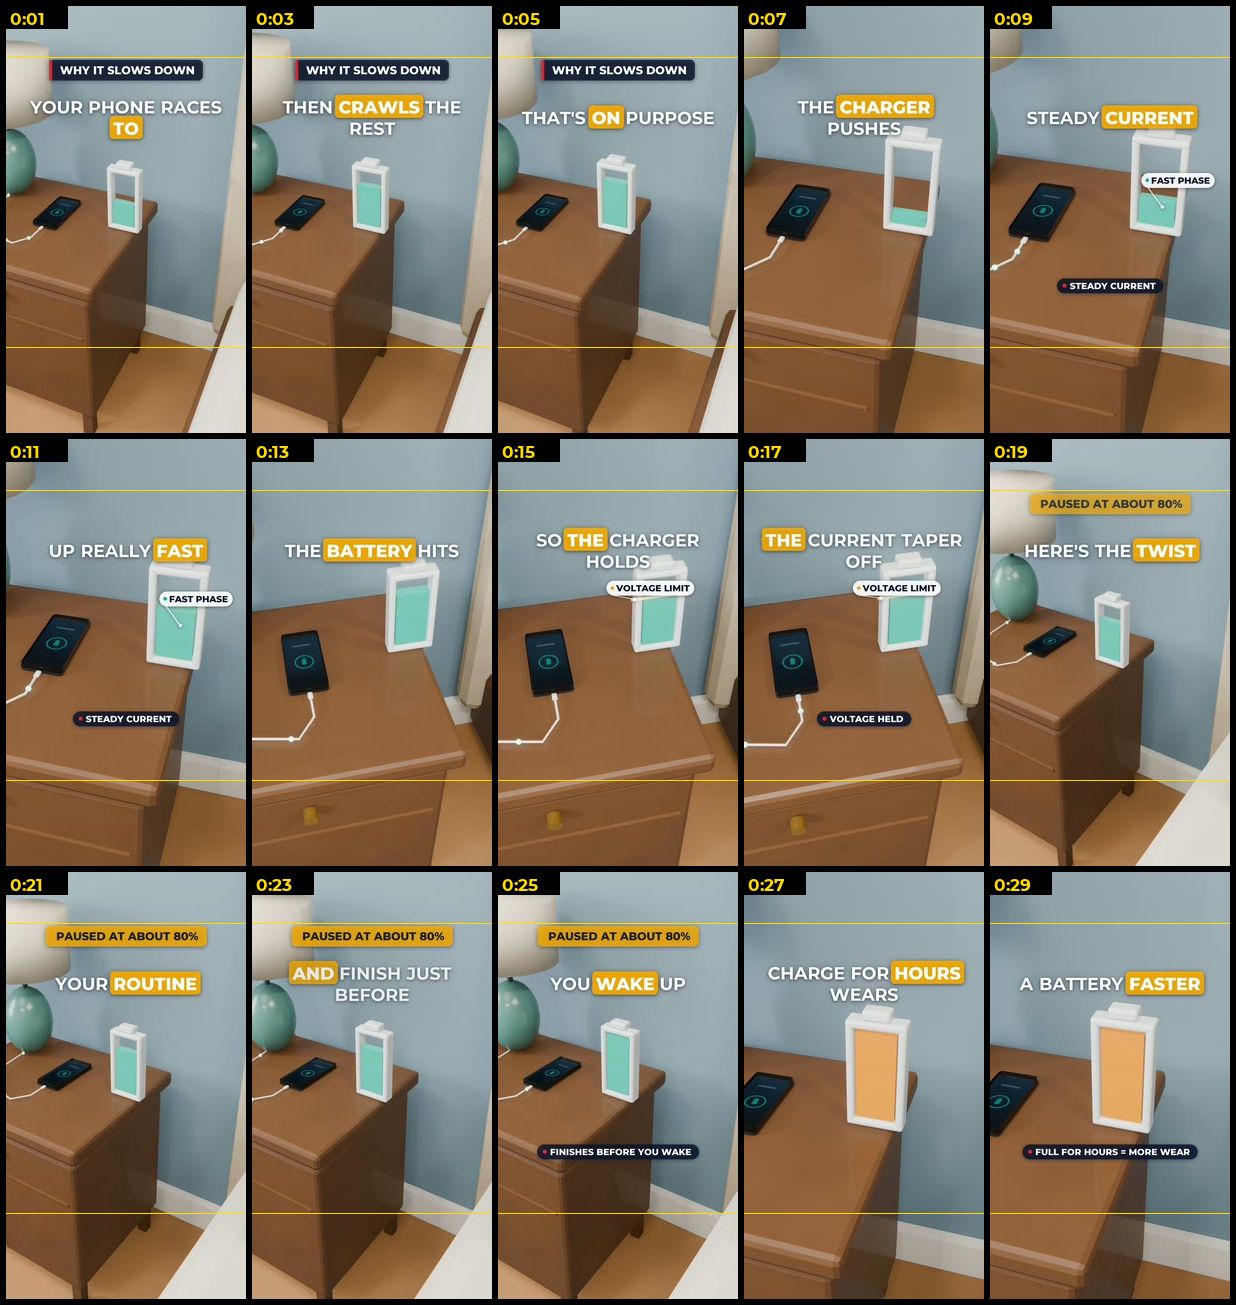 0:01
WHY IT SLOWS DOWN
YOUR PHONE RACES
TO
0:03
WHY IT SLOWS DOWN
THEN CRAWLS THE
REST
0:05
WHY IT SLOWS DOWN
THAT'S ON PURPOSE
0:07
THE CHARGER
PUSHES
0:09
STEADY CURRENT
FAST PHASE
STEADY CURRENT
0:11
UP REALLY FAST
FAST PHASE
STEADY CURRENT
0:13
THE BATTERY HITS
0:15
SO THE CHARGER
HOLDS
VOLTAGE LIMIT
0:17
THE CURRENT TAPER
OFF
VOLTAGE LIMIT
VOLTAGE HELD
0:19
PAUSED AT ABOUT 80%
HERE'S THE TWIST
0:21
PAUSED AT ABOUT 80%
YOUR ROUTINE
0:23
PAUSED AT ABOUT 80%
AND FINISH JUST
BEFORE
0:25
PAUSED AT ABOUT 80%
YOU WAKE UP
FINISHES BEFORE YOU WAKE
0:27
CHARGE FOR HOURS
WEARS
0:29
A BATTERY FASTER
FULL FOR HOURS = MORE WEAR